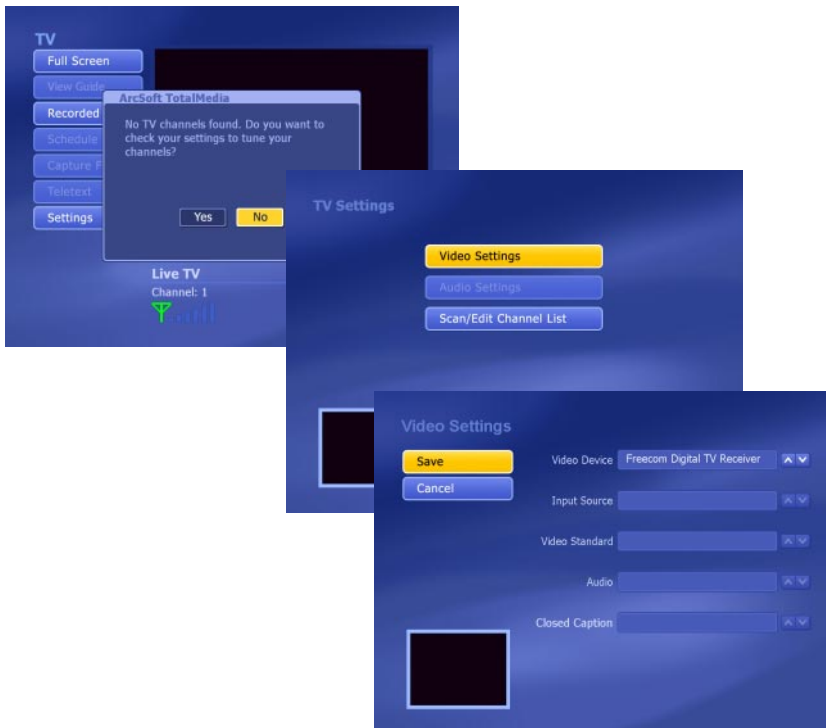 TV
Full Screen
View Guide
Recorded
Schedule
Capture F
Teletext
Settings
ArcSoft TotalMedia
No TV channels found. Do you want to
check your settings to tune your
channels?
Yes
No
Live TV
Channel: 1
TV Settings
Video Settings
Audio Settings
Scan/Edit Channel List
Video Settings
Save
Cancel
Video Device Freecom Digital TV Receiver
Input Source
Video Standard
Audio
Closed Caption